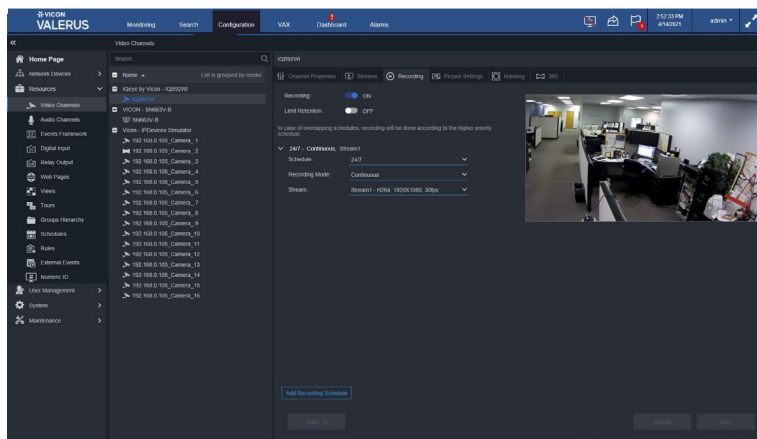 VICON
VALERUS
Monitoring
Search
Configuration
VAX
Dashboard
Alarms
2:52:33 PM
4/14/2021
admin
Video Channels
Home Page
Network Devices
Resources
Video Channels
Audio Channels
Events Framework
Digital Input
Relay Output
Web Pages
Views
Tours
Groups Hierarchy
Schedules
Rules
External Events
Numeric ID
User Management
System
Maintenance
Search...
Name
List is grouped by model
IQeye by Vicon - IQB92WI
IQB92WI
VICON - SN663V-B
SN663V-B
Vicon - IPDevices Simulator
192.168.0.105_Camera_1
192.168.0.105_Camera_2
192.168.0.105_Camera_3
192.168.0.105_Camera_4
192.168.0.105_Camera_5
192.168.0.105_Camera_6
192.168.0.105_Camera_7
192.168.0.105_Camera_8
192.168.0.105_Camera_9
192.168.0.105_Camera_10
192.168.0.105_Camera_11
192.168.0.105_Camera_12
192.168.0.105_Camera_13
192.168.0.105_Camera_14
192.168.0.105_Camera_15
192.168.0.105_Camera_16
IQB92WI
Channel Properties
Streams
Recording
Picture Settings
Masking
360
Recording:
ON
Limit Retention:
OFF
In case of overlapping schedules, recording will be done according to the higher priority
schedule.
24/7 - Continuous, Stream1
Schedule:
24/7
Recording Mode:
Continuous
Stream:
Stream1 - H264, 1920X1080, 30fps
Add Recording Schedule
Apply To
Cancel
Save